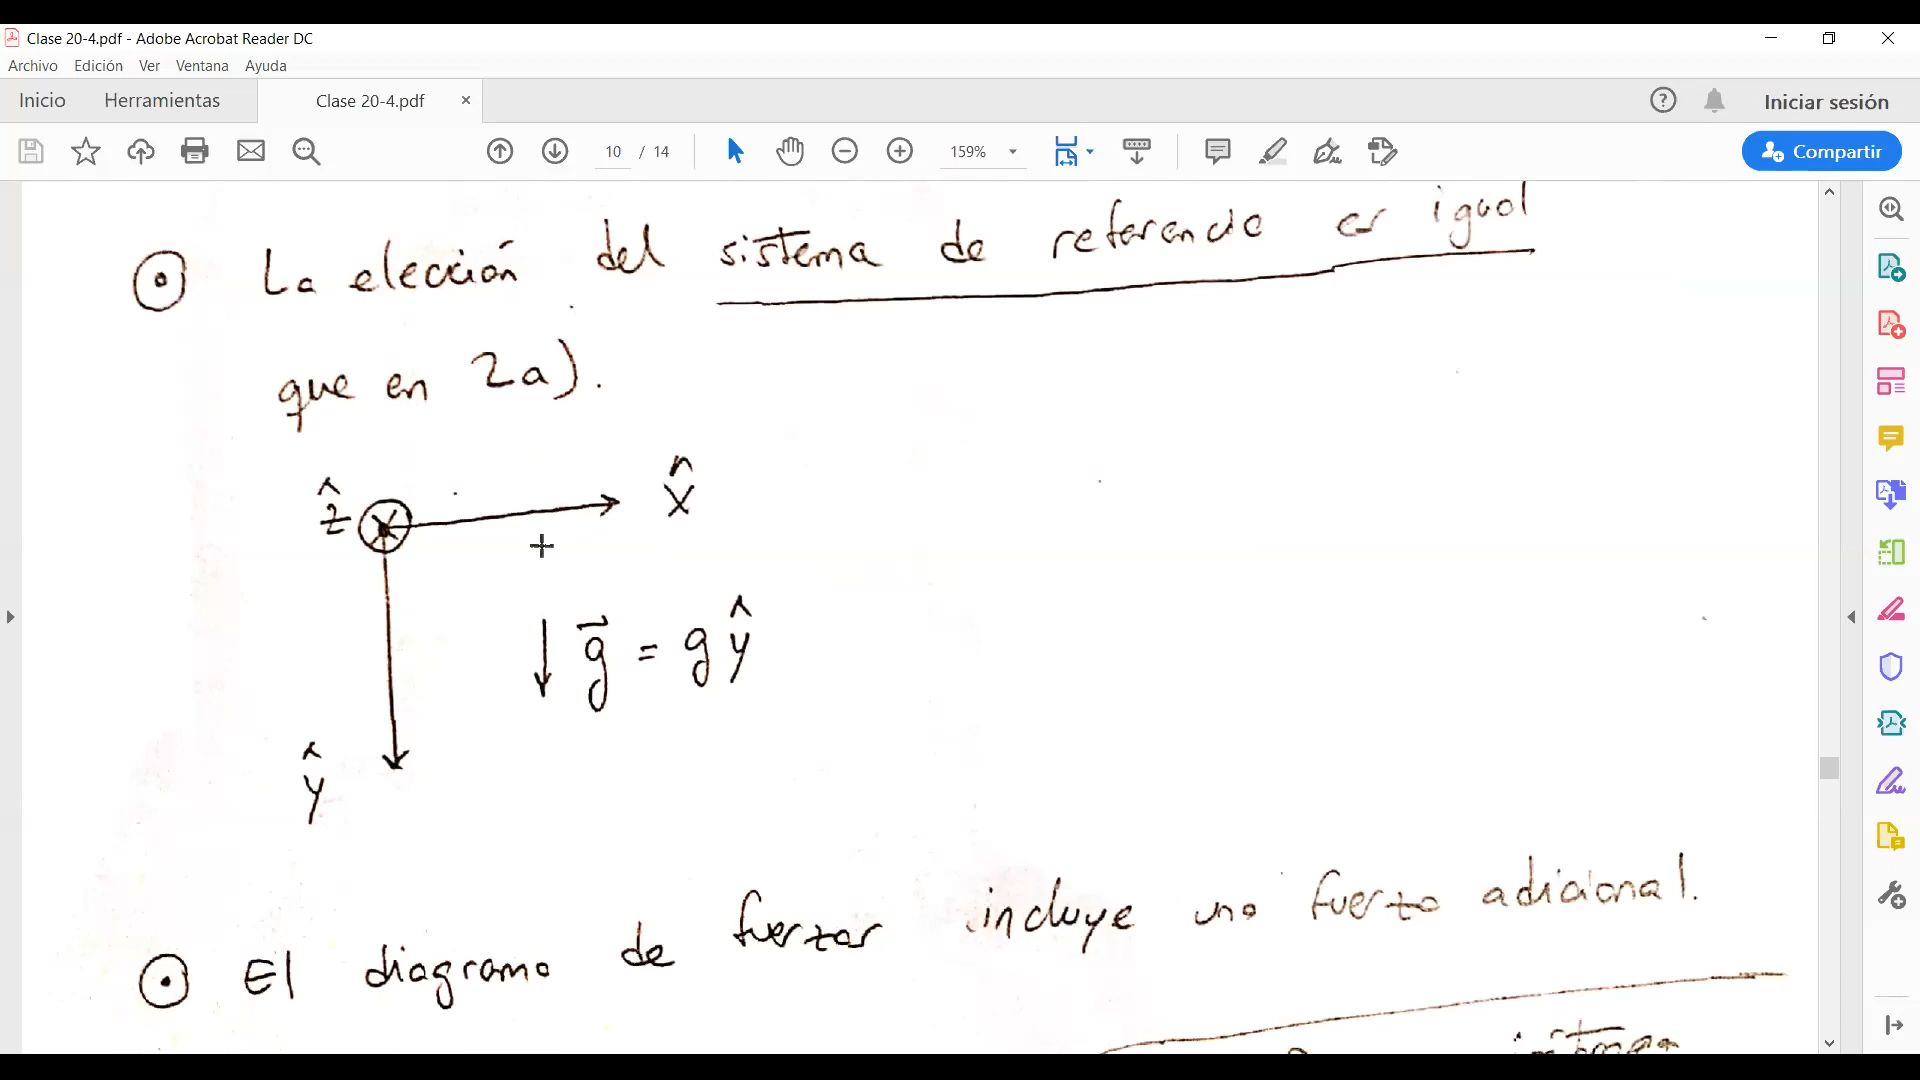 Clase 20-4.pdf - Adobe Acrobat Reader DC
Archivo Edición Ver Ventana Ayuda
Inicio Herramientas Clase 20-4.pdf × Iniciar sesión
10 / 14 159% Compartir
La elección del sistema de referencia es igual
que en 2a).
ẑ x̂
↓ g⃗ = g ŷ
ŷ
El diagrama de fuerzas incluye una fuerza adicional.